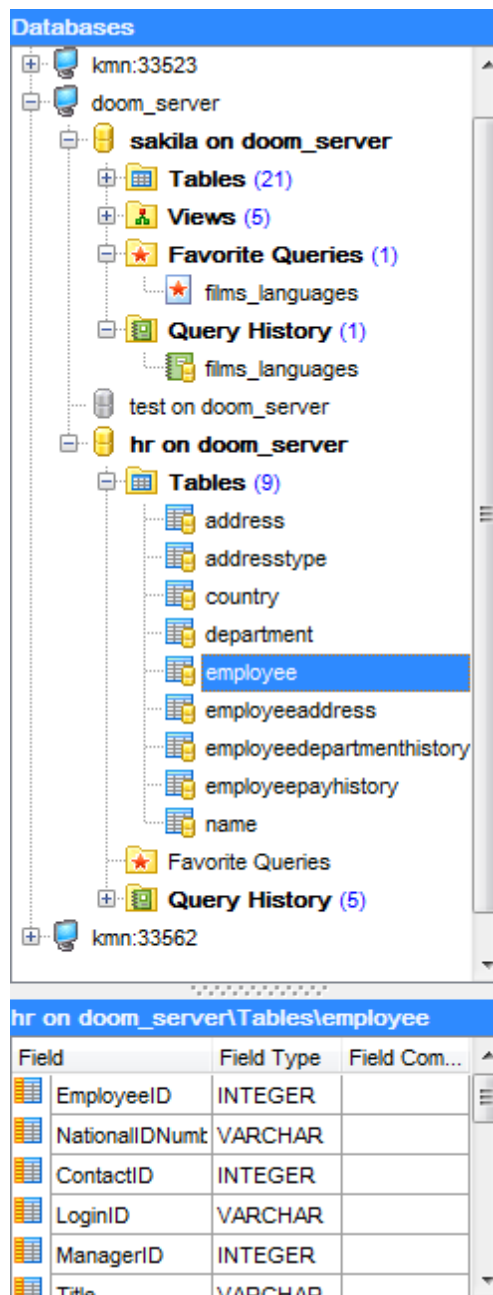 Databases
kmn:33523
doom_server
sakila on doom_server
Tables (21)
Views (5)
Favorite Queries (1)
films_languages
Query History (1)
films_languages
test on doom_server
hr on doom_server
Tables (9)
address
addresstype
country
department
employee
employeeaddress
employeedepartmenthistory
employeepayhistory
name
Favorite Queries
Query History (5)
kmn:33562
hr on doom_server\Tables\employee
Field Field Type Field Com...
EmployeeID INTEGER
NationalIDNumb VARCHAR
ContactID INTEGER
LoginID VARCHAR
ManagerID INTEGER
Title VARCHAR